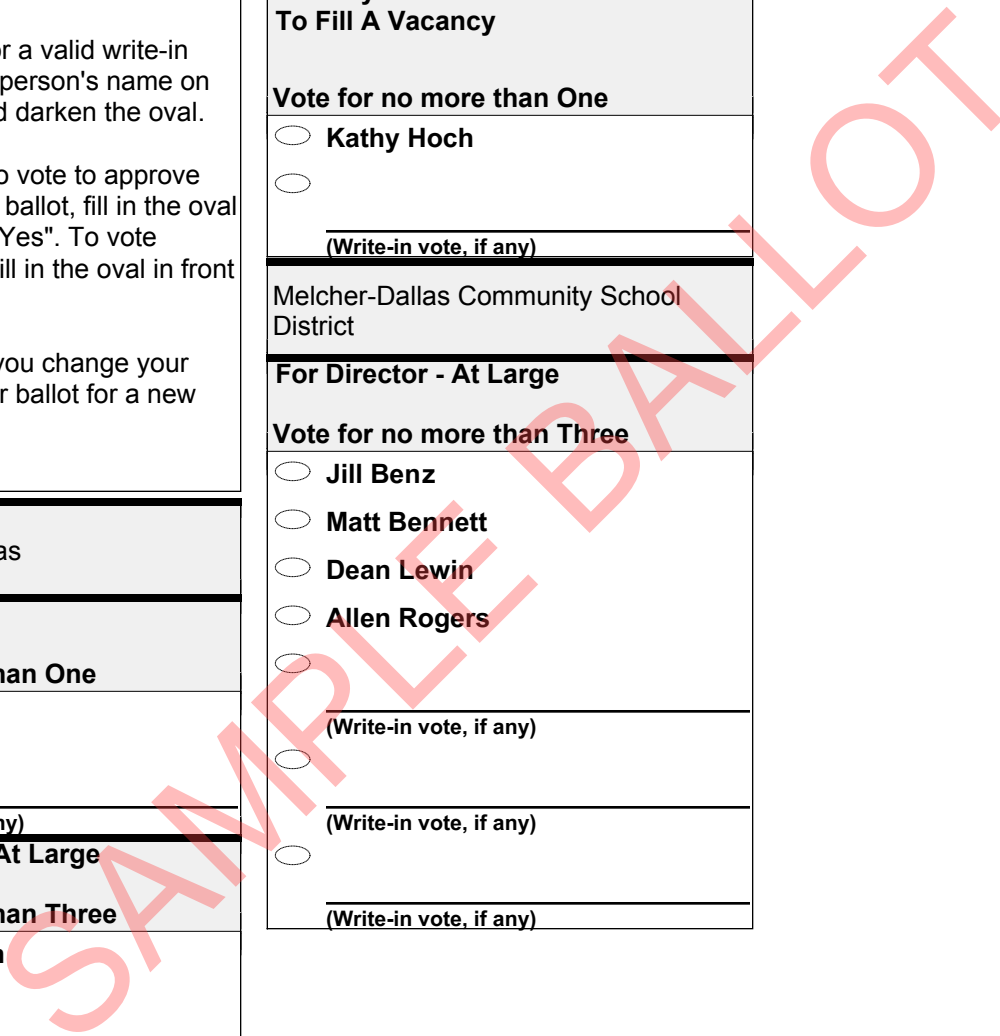 r a valid write-in
person's name on
d darken the oval.
o vote to approve
ballot, fill in the oval
Yes". To vote
ill in the oval in front
you change your
r ballot for a new
as
han One
ny)
At Large
han Three
To Fill A Vacancy
Vote for no more than One
Kathy Hoch
(Write-in vote, if any)
Melcher-Dallas Community School
District
For Director - At Large
Vote for no more than Three
Jill Benz
Matt Bennett
Dean Lewin
Allen Rogers
(Write-in vote, if any)
(Write-in vote, if any)
(Write-in vote, if any)
SAMPLE BALLOT